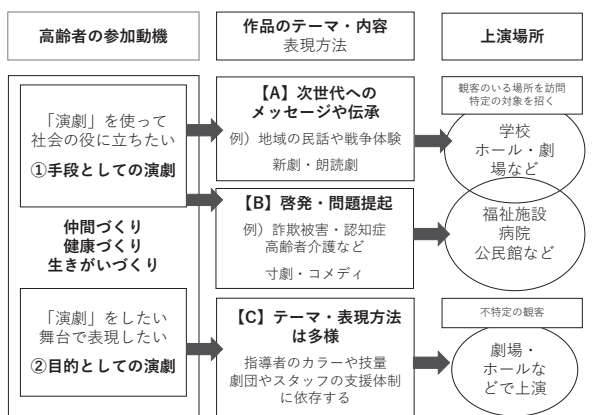 高齢者の参加動機
作品のテーマ・内容
表現方法
上演場所
「演劇」を使って
社会の役に立ちたい
①手段としての演劇
仲間づくり
健康づくり
生きがいづくり
「演劇」をしたい
舞台で表現したい
②目的としての演劇
【A】次世代への
メッセージや伝承
例）地域の民話や戦争体験
新劇・朗読劇
【B】啓発・問題提起
例）詐欺被害・認知症
高齢者介護など
寸劇・コメディ
【C】テーマ・表現方法
は多様
指導者のカラーや技量
劇団やスタッフの支援体制
に依存する
観客のいる場所を訪問
特定の対象を招く
学校
ホール・劇
場など
福祉施設
病院
公民館など
不特定の観客
劇場・
ホールな
どで上演